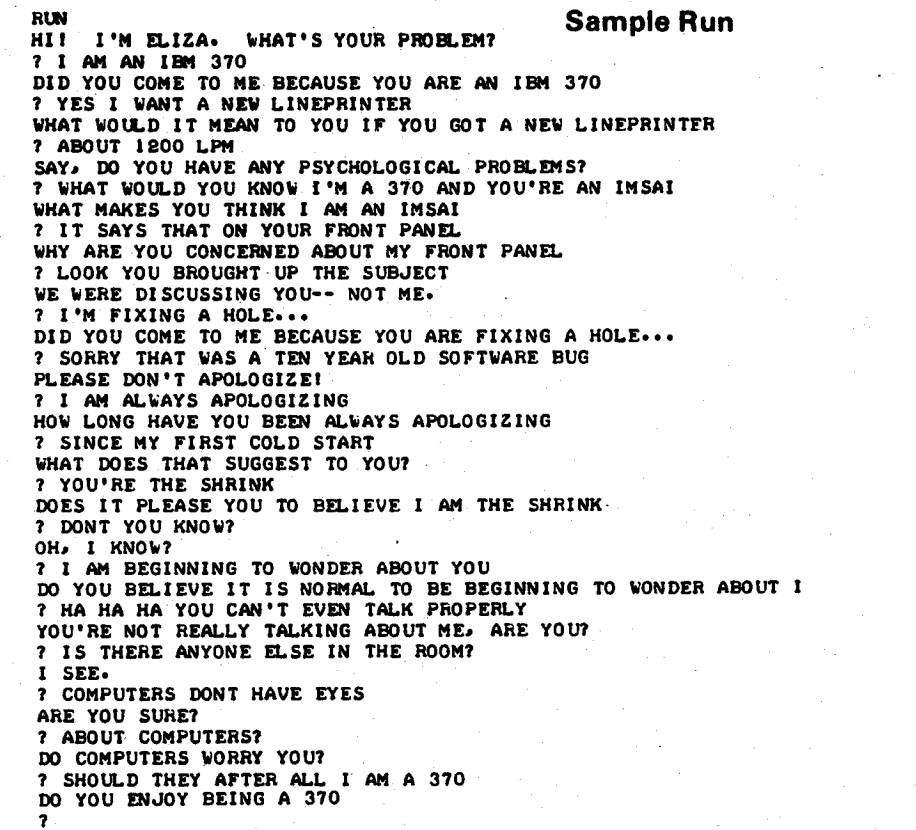 Sample Run
RUN
HI! I'M ELIZA. WHAT'S YOUR PROBLEM?
? I AM AN IBM 370
DID YOU COME TO ME BECAUSE YOU ARE AN IBM 370
? YES I WANT A NEW LINEPRINTER
WHAT WOULD IT MEAN TO YOU IF YOU GOT A NEW LINEPRINTER
? ABOUT 1200 LPM
SAY, DO YOU HAVE ANY PSYCHOLOGICAL PROBLEMS?
? WHAT WOULD YOU KNOW I'M A 370 AND YOU'RE AN IMSAI
WHAT MAKES YOU THINK I AM AN IMSAI
? IT SAYS THAT ON YOUR FRONT PANEL
WHY ARE YOU CONCERNED ABOUT MY FRONT PANEL
? LOOK YOU BROUGHT UP THE SUBJECT
WE WERE DISCUSSING YOU-- NOT ME.
? I'M FIXING A HOLE...
DID YOU COME TO ME BECAUSE YOU ARE FIXING A HOLE...
? SORRY THAT WAS A TEN YEAR OLD SOFTWARE BUG
PLEASE DON'T APOLOGIZE!
? I AM ALWAYS APOLOGIZING
HOW LONG HAVE YOU BEEN ALWAYS APOLOGIZING
? SINCE MY FIRST COLD START
WHAT DOES THAT SUGGEST TO YOU?
? YOU'RE THE SHRINK
DOES IT PLEASE YOU TO BELIEVE I AM THE SHRINK
? DONT YOU KNOW?
OH, I KNOW?
? I AM BEGINNING TO WONDER ABOUT YOU
DO YOU BELIEVE IT IS NORMAL TO BE BEGINNING TO WONDER ABOUT I
? HA HA HA YOU CAN'T EVEN TALK PROPERLY
YOU'RE NOT REALLY TALKING ABOUT ME, ARE YOU?
? IS THERE ANYONE ELSE IN THE ROOM?
I SEE.
? COMPUTERS DONT HAVE EYES
ARE YOU SURE?
? ABOUT COMPUTERS?
DO COMPUTERS WORRY YOU?
? SHOULD THEY AFTER ALL I AM A 370
DO YOU ENJOY BEING A 370
?